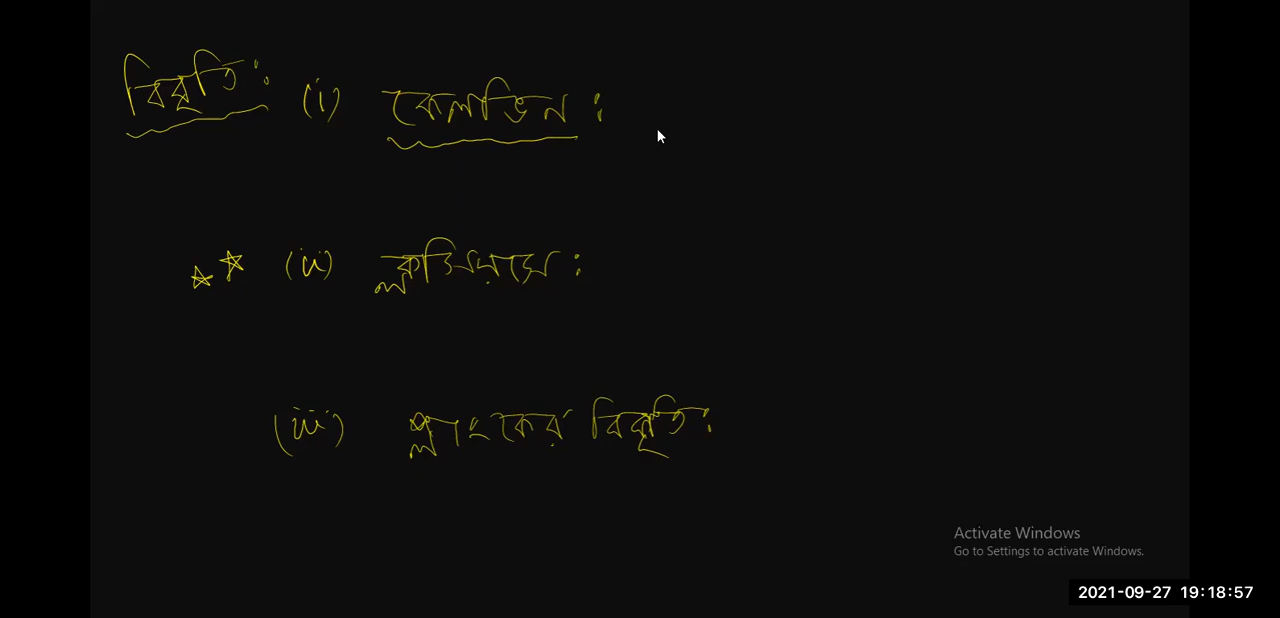 বিবৃতি : (i) কেলভিন :
(ii) ক্লসিয়াসে :
(iii) প্লাংকের বিবৃতি :
Activate Windows
Go to Settings to activate Windows.
2021-09-27 19:18:57